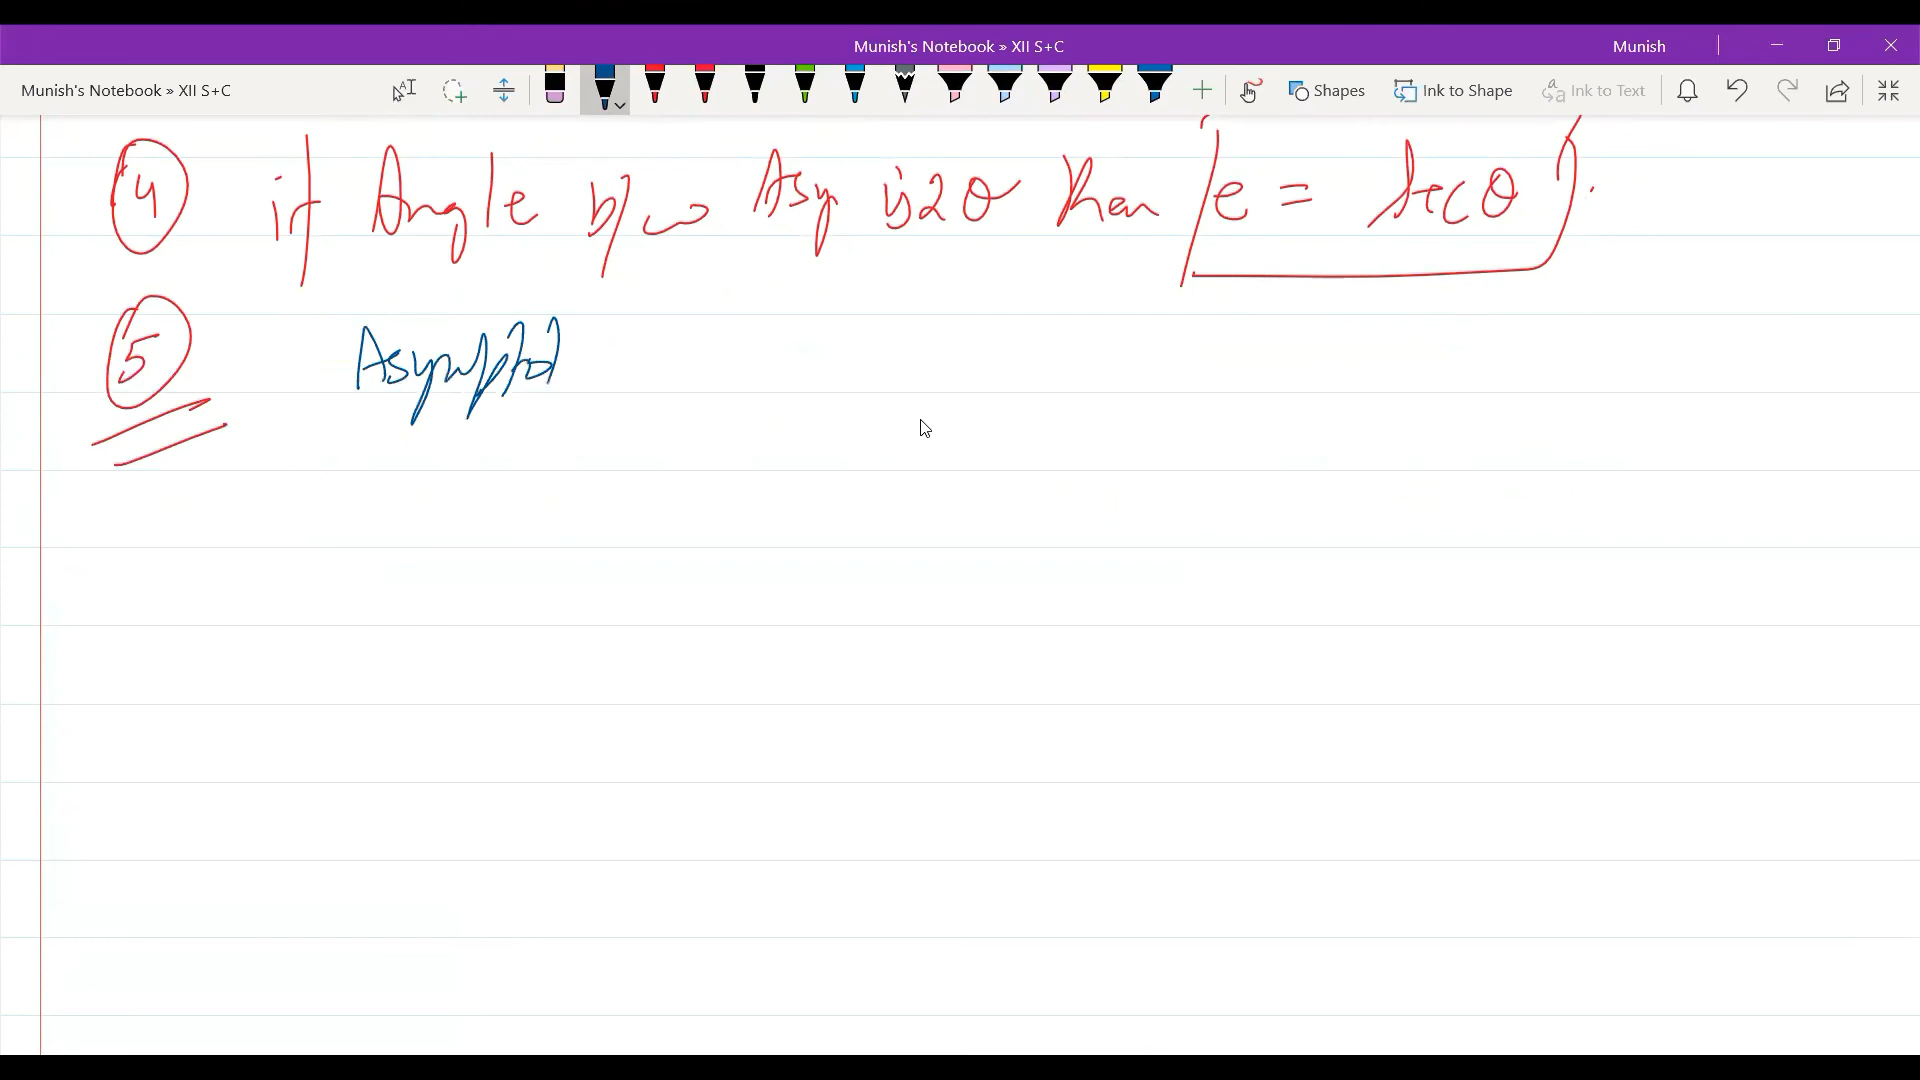 Munish's Notebook » XII S+C
Munish
Munish's Notebook » XII S+C
Shapes
Ink to Shape
Ink to Text
4 if Angle b/w Asy is 2θ then e = secθ
5 Asymptot